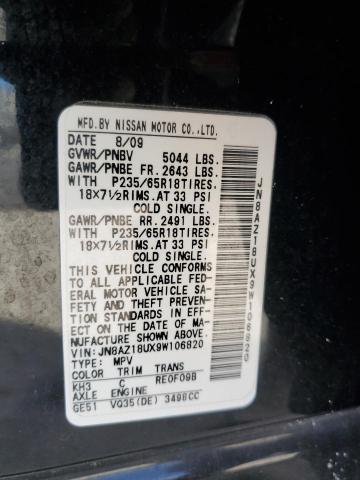 MFD.BY NISSAN MOTOR CO.,LTD.
DATE 8/09
GVWR/PNBV 5044 LBS.
GAWR/PNBE FR. 2643 LBS.
WITH P235/65R18TIRES.
18X7½RIMS.AT 33 PSI
COLD SINGLE.
GAWR/PNBE RR. 2491 LBS.
WITH P235/65R18TIRES.
18X7½RIMS.AT 33 PSI
COLD SINGLE.
THIS VEHICLE CONFORMS
TO ALL APPLICABLE FED-
ERAL MOTOR VEHICLE SA-
FETY AND THEFT PREVENTION
STANDARDS IN EFFECT
ON THE DATE OF MA-
NUFACTURE SHOWN ABOVE.
VIN:JN8AZ18UX9W106820
TYPE: MPV
COLOR TRIM TRANS
KH3 C RE0F09B
AXLE ENGINE
GE51 VQ35(DE) 3498CC
JN8AZ18UX9W106820